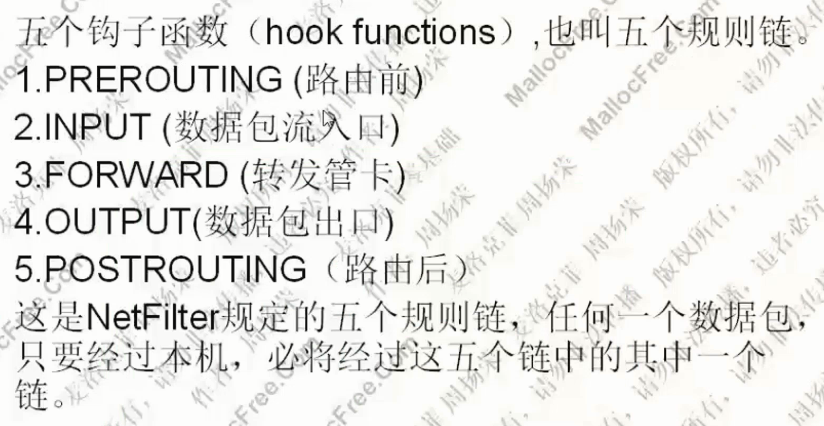 五个钩子函数（hook functions）,也叫五个规则链。
1.PREROUTING (路由前)
2.INPUT (数据包流入口)
3.FORWARD (转发管卡)
4.OUTPUT(数据包出口)
5.POSTROUTING（路由后）
这是NetFilter规定的五个规则链，任何一个数据包，
只要经过本机，必将经过这五个链中的其中一个
链。